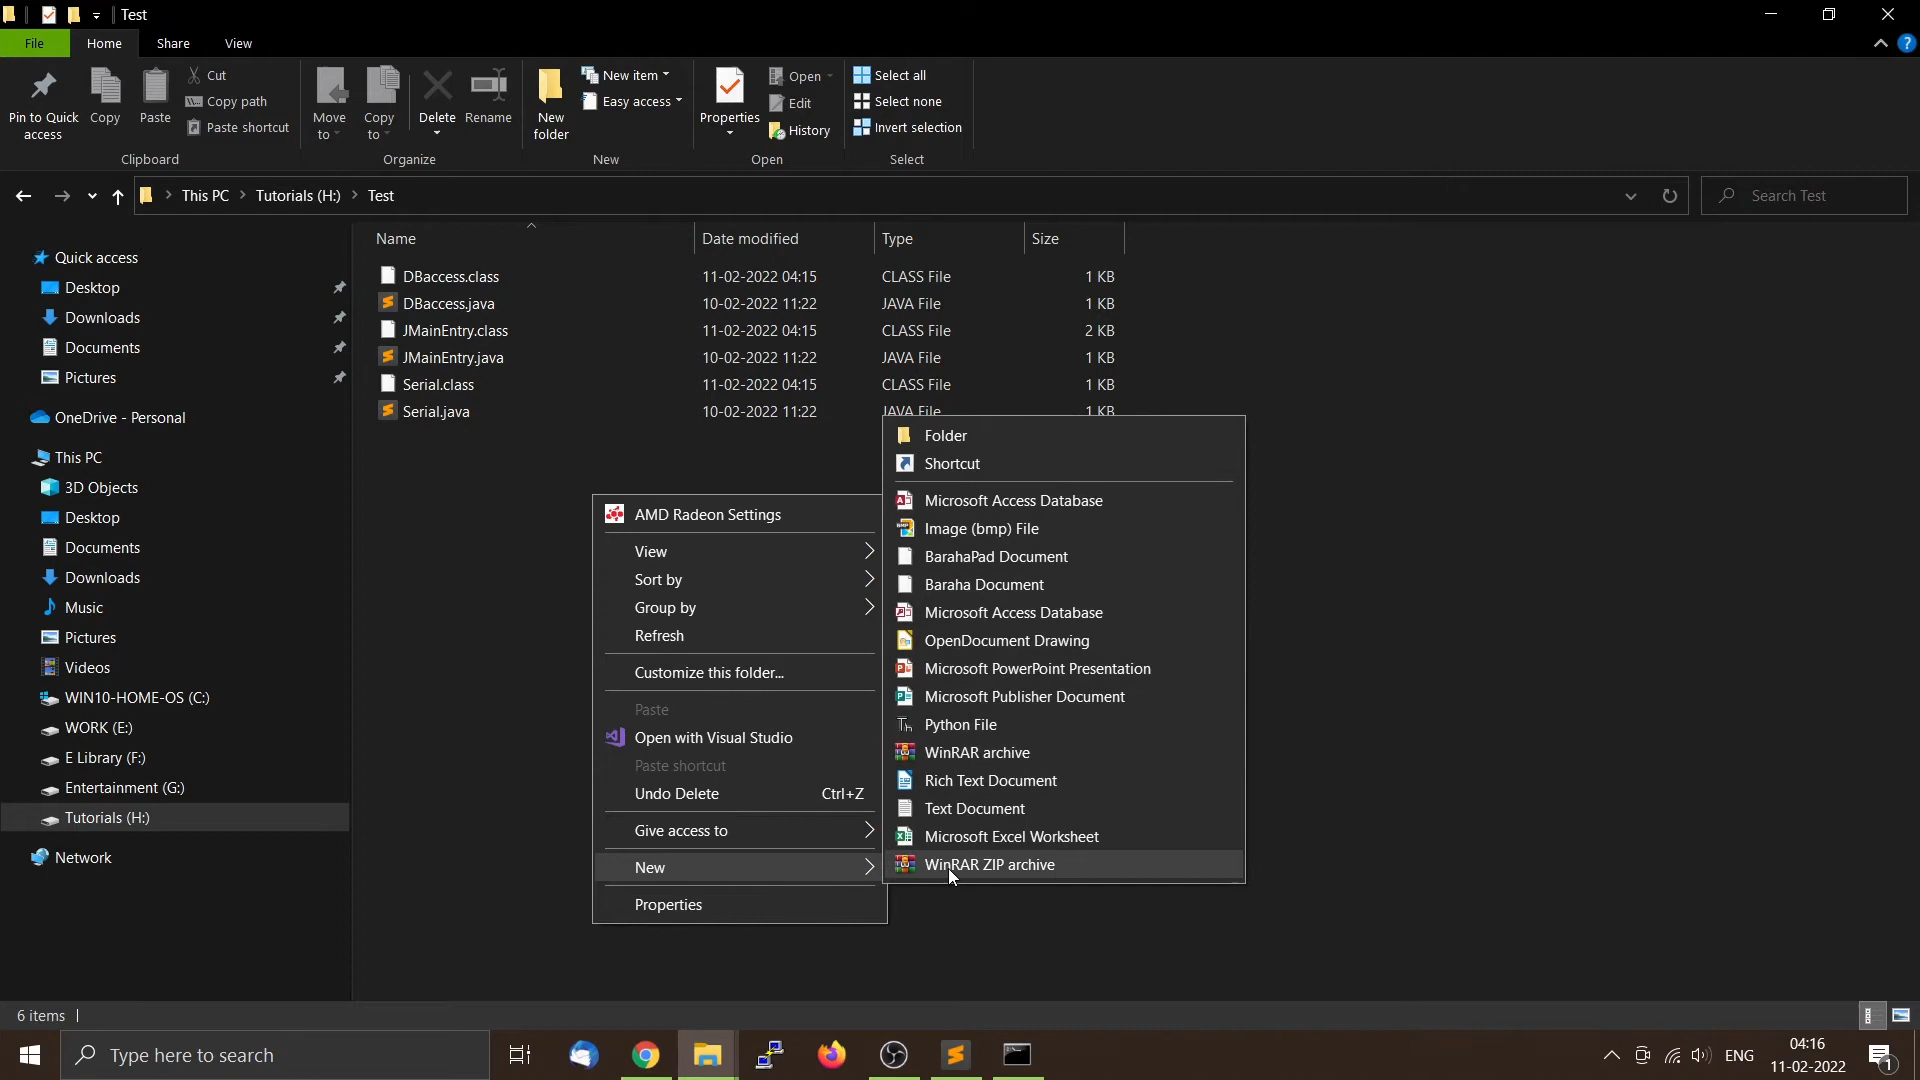 Test
File
Home
Share
View
Pin to Quick
access
Copy
Paste
Cut
Copy path
Paste shortcut
Clipboard
Move
to
Copy
to
Delete
Rename
Organize
New
folder
New item
Easy access
New
Properties
Open
Edit
History
Open
Select all
Select none
Invert selection
Select
This PC
Tutorials (H:)
Test
Search Test
Name
Date modified
Type
Size
DBaccess.class 11-02-2022 04:15 CLASS File 1 KB
DBaccess.java 10-02-2022 11:22 JAVA File 1 KB
JMainEntry.class 11-02-2022 04:15 CLASS File 2 KB
JMainEntry.java 10-02-2022 11:22 JAVA File 1 KB
Serial.class 11-02-2022 04:15 CLASS File 1 KB
Serial.java 10-02-2022 11:22 JAVA File 1 KB
Quick access
Desktop
Downloads
Documents
Pictures
OneDrive - Personal
This PC
3D Objects
Desktop
Documents
Downloads
Music
Pictures
Videos
WIN10-HOME-OS (C:)
WORK (E:)
E Library (F:)
Entertainment (G:)
Tutorials (H:)
Network
AMD Radeon Settings
View
Sort by
Group by
Refresh
Customize this folder...
Paste
Open with Visual Studio
Paste shortcut
Undo Delete Ctrl+Z
Give access to
New
Properties
Folder
Shortcut
Microsoft Access Database
Image (bmp) File
BarahaPad Document
Baraha Document
Microsoft Access Database
OpenDocument Drawing
Microsoft PowerPoint Presentation
Microsoft Publisher Document
Python File
WinRAR archive
Rich Text Document
Text Document
Microsoft Excel Worksheet
WinRAR ZIP archive
6 items
Type here to search
ENG
04:16
11-02-2022
1